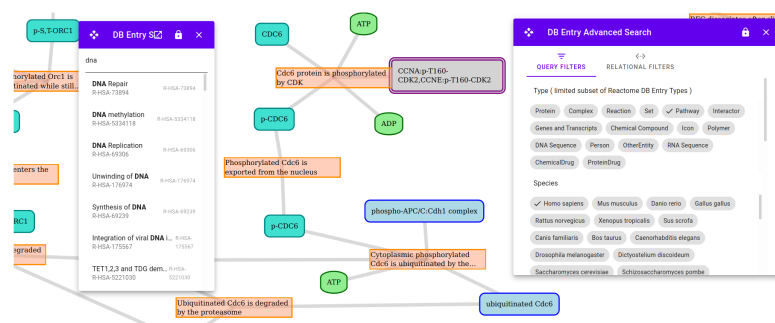 p-S,T-ORC1
horylated Orc1 is
tinated while still...
enters the
RC1
egraded
DB Entry S
dna
DNA Repair
R-HSA-73894
R-HSA-73894
DNA methylation
R-HSA-5334118
R-HSA-5334118
DNA Replication
R-HSA-69306
R-HSA-69306
Unwinding of DNA
R-HSA-176974
R-HSA-176974
Synthesis of DNA
R-HSA-69239
R-HSA-69239
Integration of viral DNA i...
R-HSA-175567
R-HSA-
175567
TET1,2,3 and TDG dem...
R-HSA-5221030
R-HSA-
5221030
CDC6
ATP
Cdc6 protein is phosphorylated
by CDK
CCNA:p-T160-
CDK2,CCNE:p-T160-CDK2
p-CDC6
ADP
Phosphorylated Cdc6 is
exported from the nucleus
phospho-APC/C:Cdh1 complex
p-CDC6
Cytoplasmic phosphorylated
Cdc6 is ubiquitinated by the...
ATP
Ubiquitinated Cdc6 is degraded
by the proteasome
ubiquitinated Cdc6
DB Entry Advanced Search
QUERY FILTERS
RELATIONAL FILTERS
Type ( limited subset of Reactome DB Entry Types )
Protein Complex Reaction Set Pathway Interactor
Genes and Transcripts Chemical Compound Icon Polymer
DNA Sequence Person OtherEntity RNA Sequence
ChemicalDrug ProteinDrug
Species
Homo sapiens Mus musculus Danio rerio Gallus gallus
Rattus norvegicus Xenopus tropicalis Sus scrofa
Canis familiaris Bos taurus Caenorhabditis elegans
Drosophila melanogaster Dictyostelium discoideum
Saccharomyces cerevisiae Schizosaccharomyces pombe